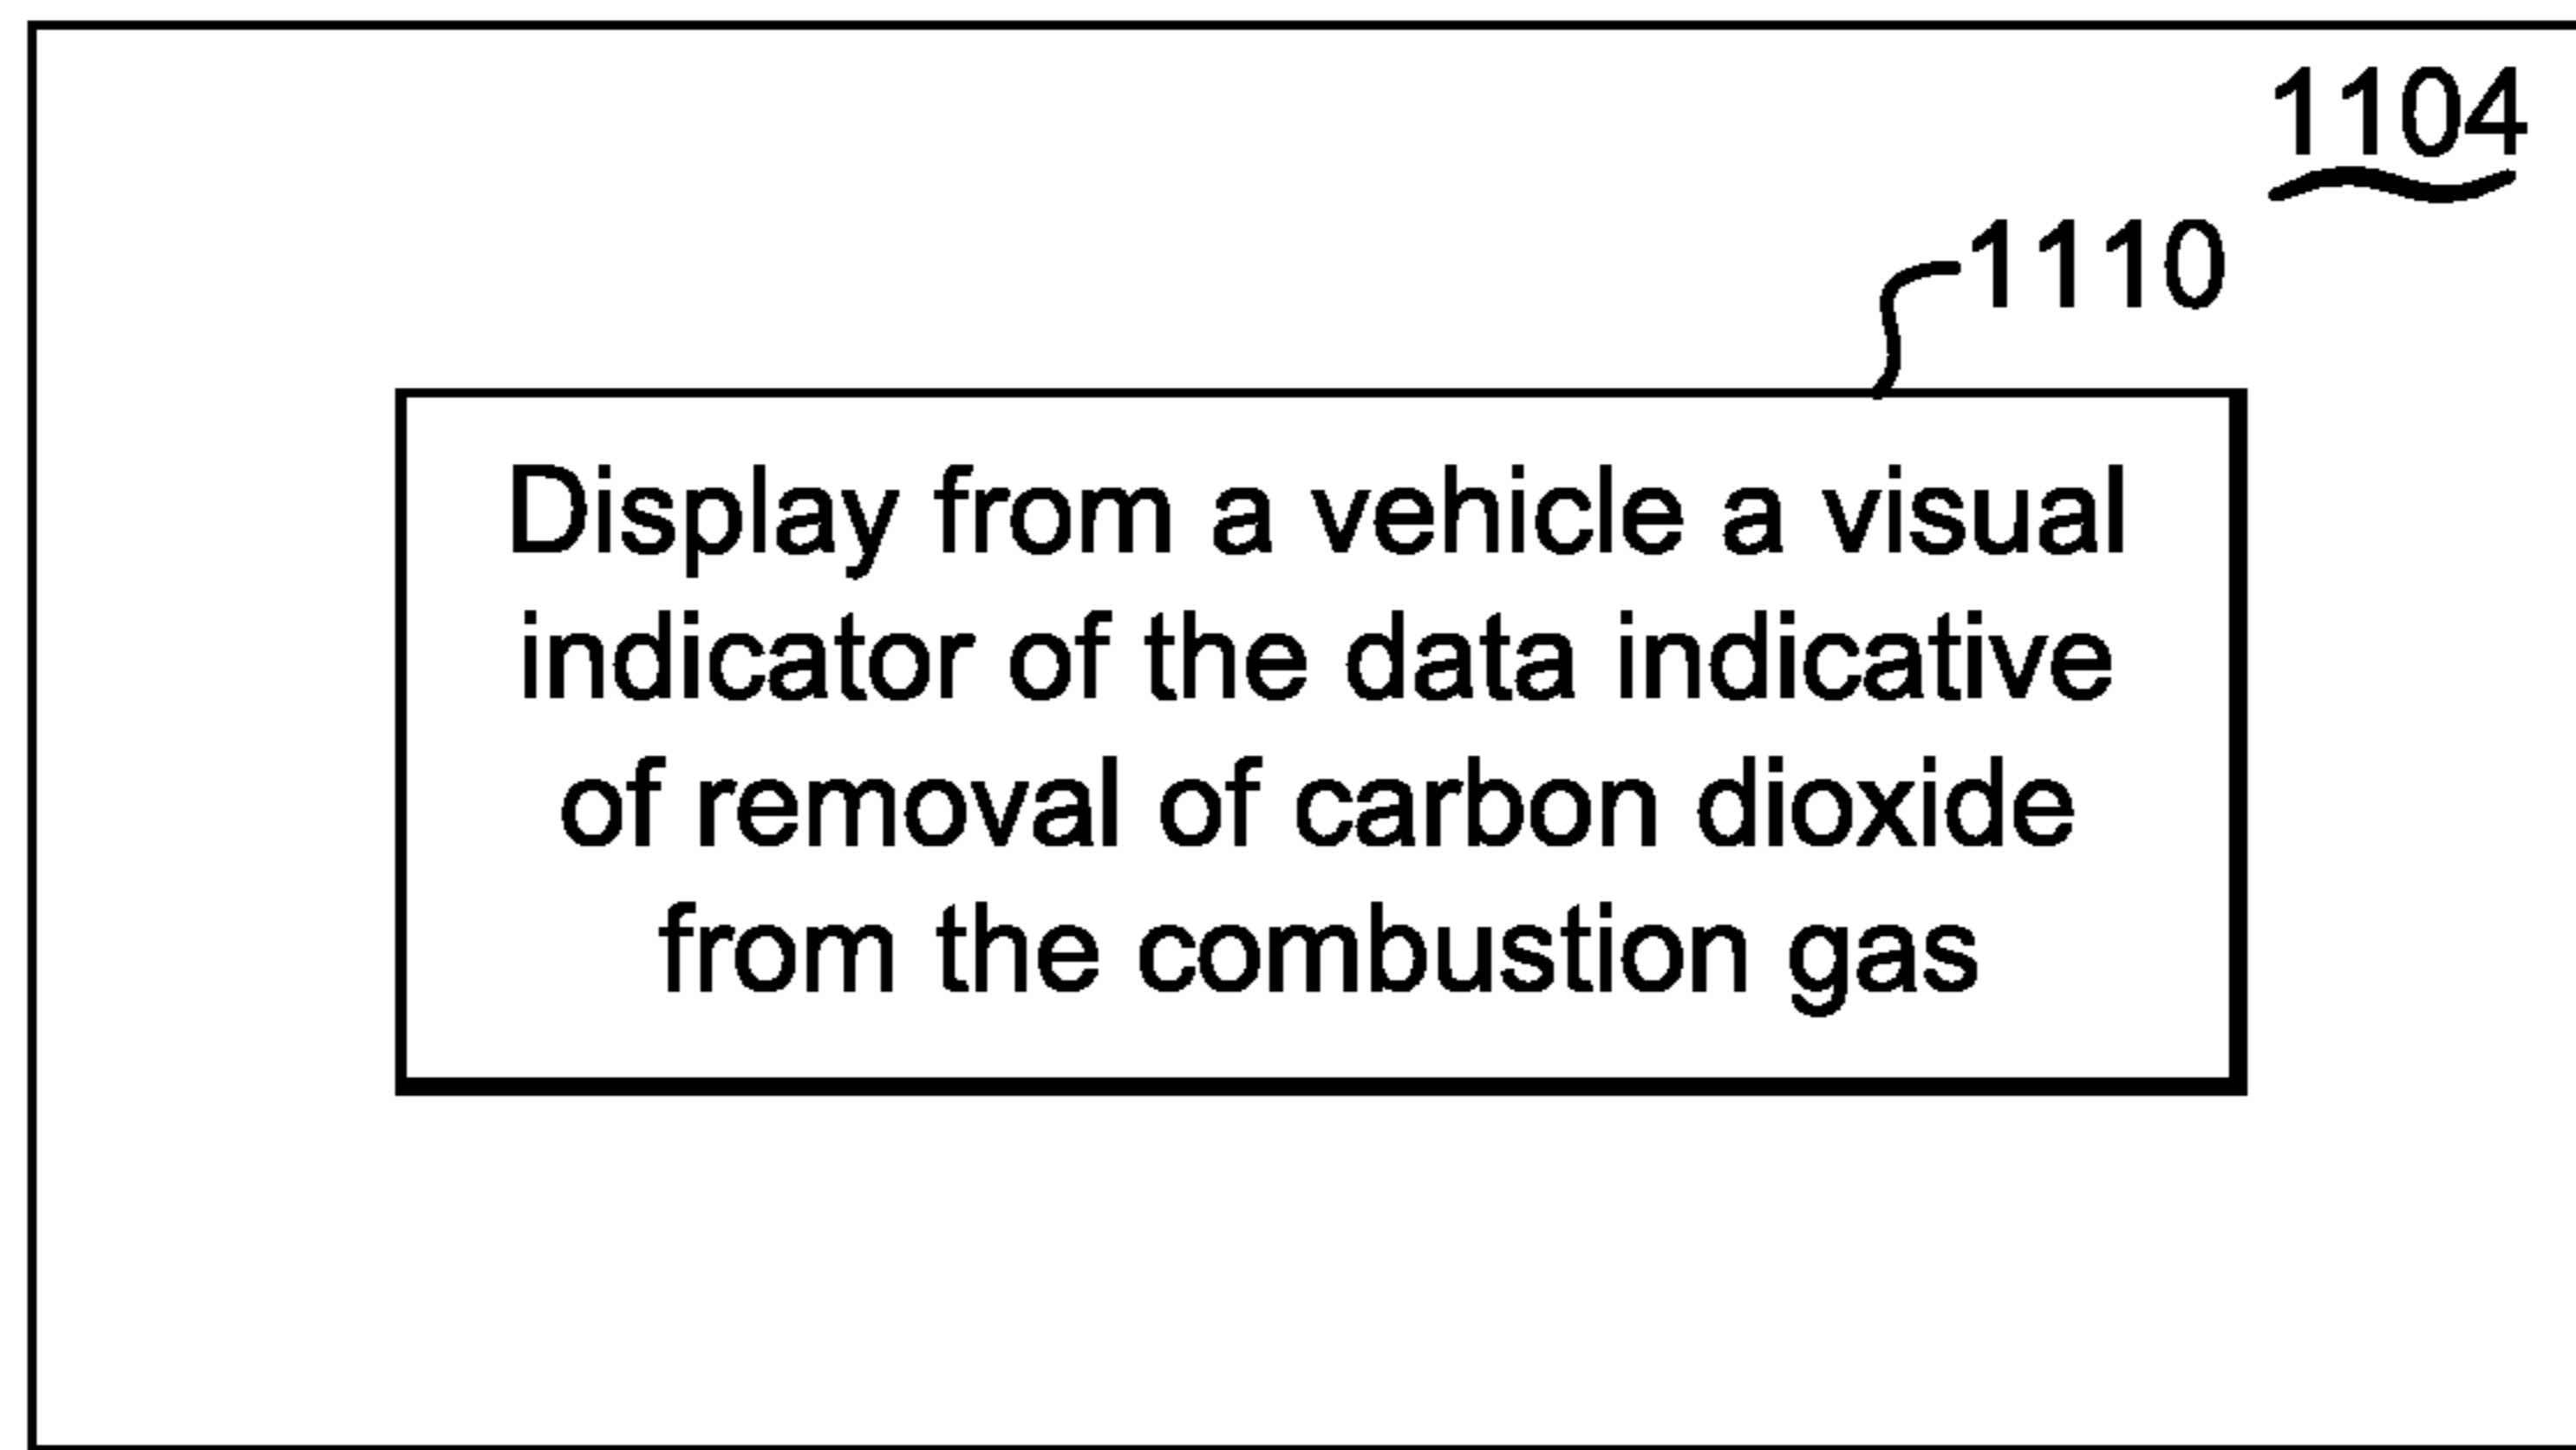 1104
1110
Display from a vehicle a visual
indicator of the data indicative
of removal of carbon dioxide
from the combustion gas